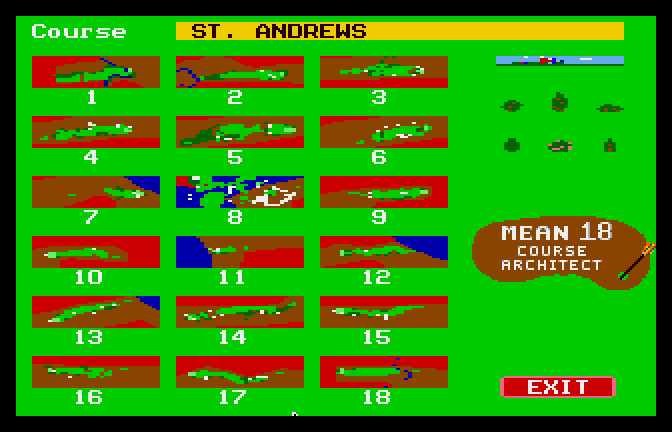 Course ST. ANDREWS
1 2 3
4 5 6
7 8 9
MEAN 18
COURSE
ARCHITECT
10 11 12
13 14 15
16 17 18
EXIT